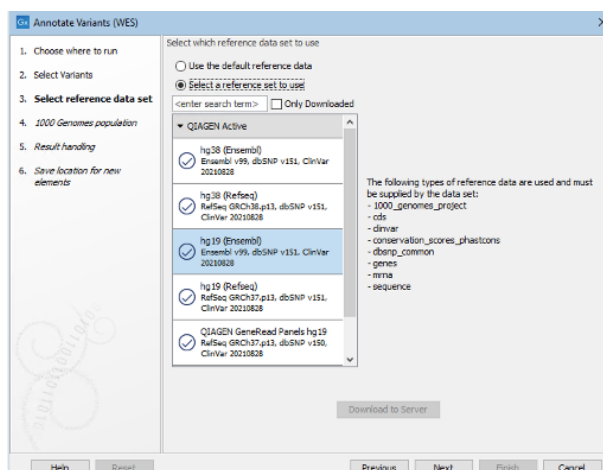 Gx Annotate Variants (WES)
1. Choose where to run
2. Select Variants
3. Select reference data set
4. 1000 Genomes population
5. Result handling
6. Save location for new
elements
Select which reference data set to use
Use the default reference data
Select a reference set to use
<enter search term> Only Downloaded
QIAGEN Active
hg38 (Ensembl)
Ensembl v99, dbSNP v151, ClinVar
20210828
hg38 (Refseq)
RefSeq GRCh38.p13, dbSNP v151,
ClinVar 20210828
hg19 (Ensembl)
Ensembl v99, dbSNP v151, ClinVar
20210828
hg19 (Refseq)
RefSeq GRCh37.p13, dbSNP v151,
ClinVar 20210828
QIAGEN GeneRead Panels hg19
RefSeq GRCh37.p13, dbSNP v150,
ClinVar 20210828
The following types of reference data are used and must
be supplied by the data set:
- 1000_genomes_project
- cds
- clinvar
- conservation_scores_phastcons
- dbsnp_common
- genes
- mrna
- sequence
Download to Server
Help Reset Previous Next Finish Cancel